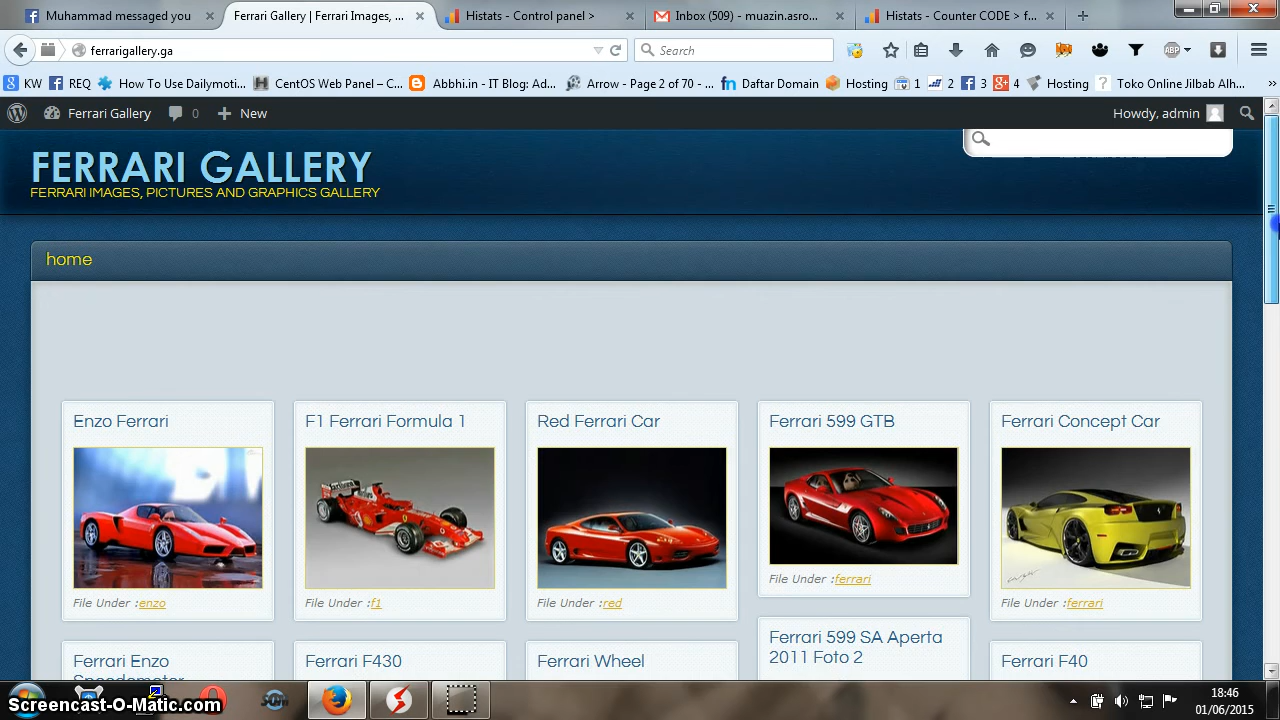 Muhammad messaged you
Ferrari Gallery | Ferrari Images, ...
Histats - Control panel >
Inbox (509) - muazin.asro...
Histats - Counter CODE > f...
ferrarigallery.ga
Search
KW
REQ
How To Use Dailymoti...
CentOS Web Panel – C...
Abbhi.in - IT Blog: Ad...
Arrow - Page 2 of 70 - ...
Daftar Domain
Hosting
1
2
3
4
Hosting
Toko Online Jilbab Alh...
Ferrari Gallery
0
New
Howdy, admin
FERRARI GALLERY
FERRARI IMAGES, PICTURES AND GRAPHICS GALLERY
home
Enzo Ferrari
F1 Ferrari Formula 1
Red Ferrari Car
Ferrari 599 GTB
Ferrari Concept Car
File Under :enzo
File Under :f1
File Under :red
File Under :ferrari
File Under :ferrari
Ferrari Enzo
Speedometer
Ferrari F430
Ferrari Wheel
Ferrari 599 SA Aperta
2011 Foto 2
Ferrari F40
Screencast-O-Matic.com
18:46
01/06/2015